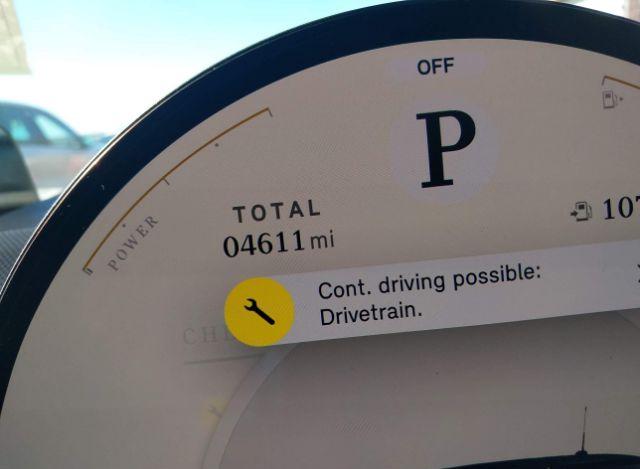 OFF
P
TOTAL
04611 mi
107
POWER
Cont. driving possible:
Drivetrain.